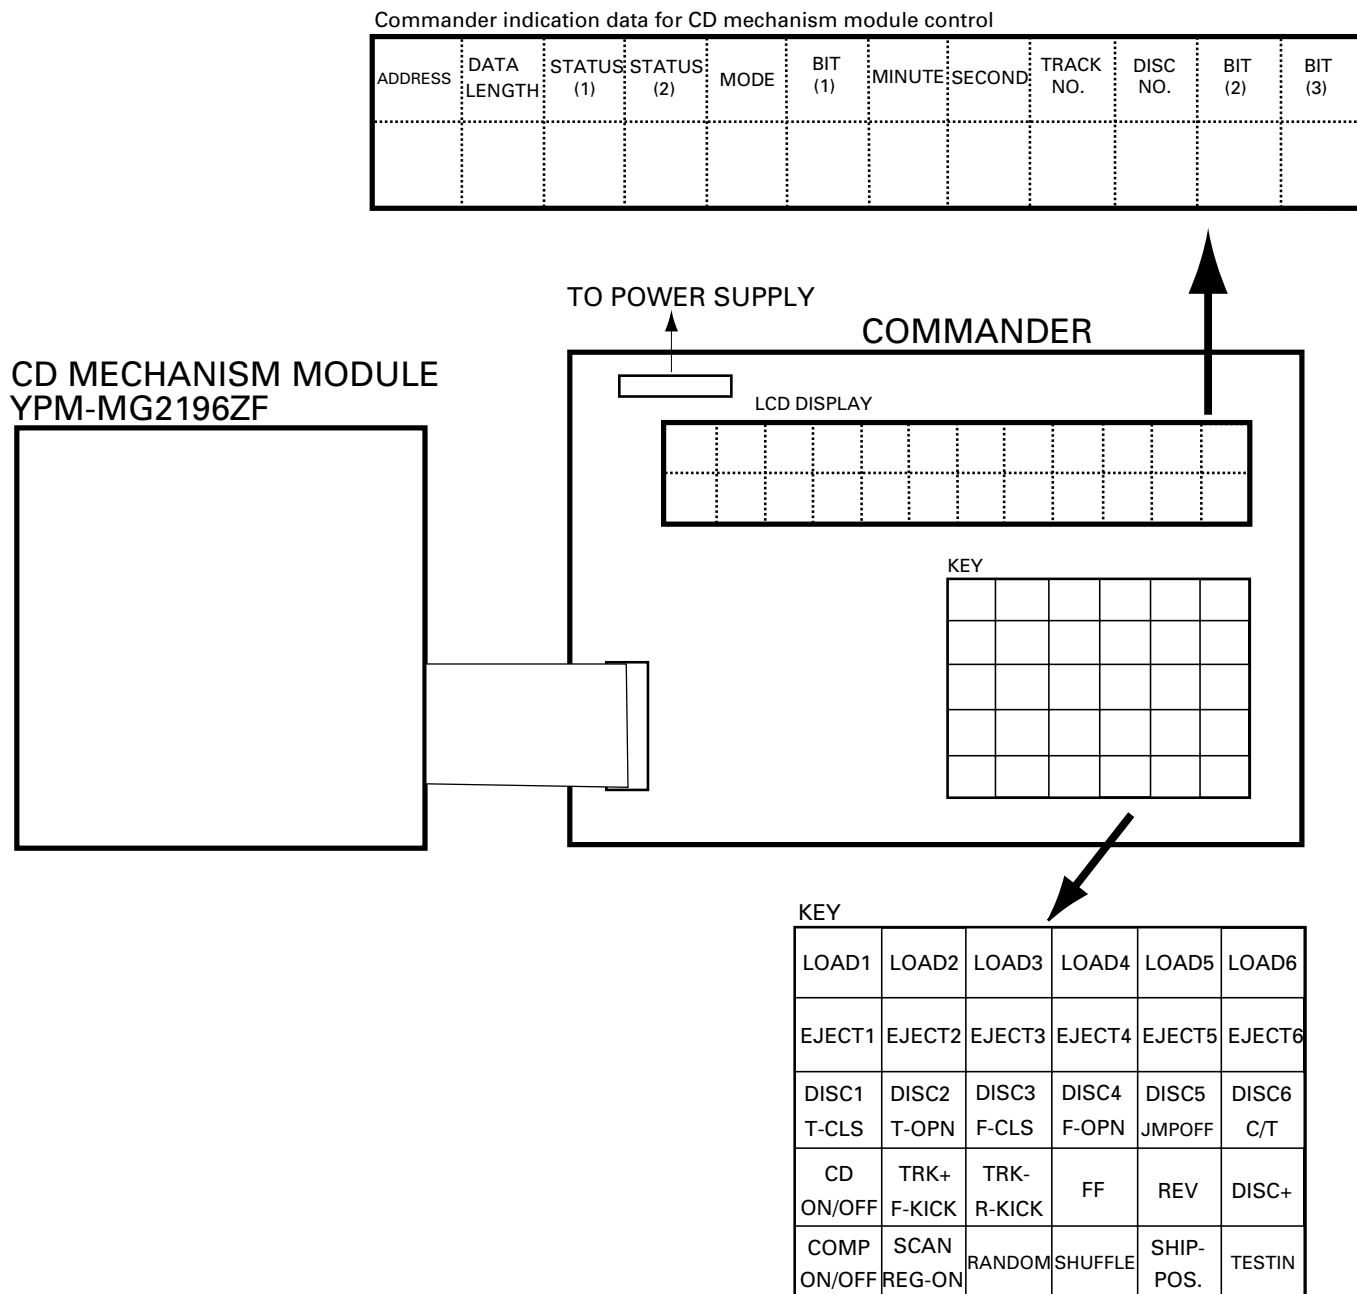 Commander indication data for CD mechanism module control
ADDRESS
DATA
LENGTH
STATUS
(1)
STATUS
(2)
MODE
BIT
(1)
MINUTE
SECOND
TRACK
NO.
DISC
NO.
BIT
(2)
BIT
(3)
TO POWER SUPPLY
COMMANDER
CD MECHANISM MODULE
YPM-MG2196ZF
LCD DISPLAY
KEY
KEY
LOAD1 LOAD2 LOAD3 LOAD4 LOAD5 LOAD6
EJECT1 EJECT2 EJECT3 EJECT4 EJECT5 EJECT6
DISC1 DISC2 DISC3 DISC4 DISC5 DISC6
T-CLS T-OPN F-CLS F-OPN JMPOFF C/T
CD
ON/OFF
TRK+
F-KICK
TRK-
R-KICK
FF
REV
DISC+
COMP
ON/OFF
SCAN
REG-ON
RANDOM
SHUFFLE
SHIP-
POS.
TESTIN